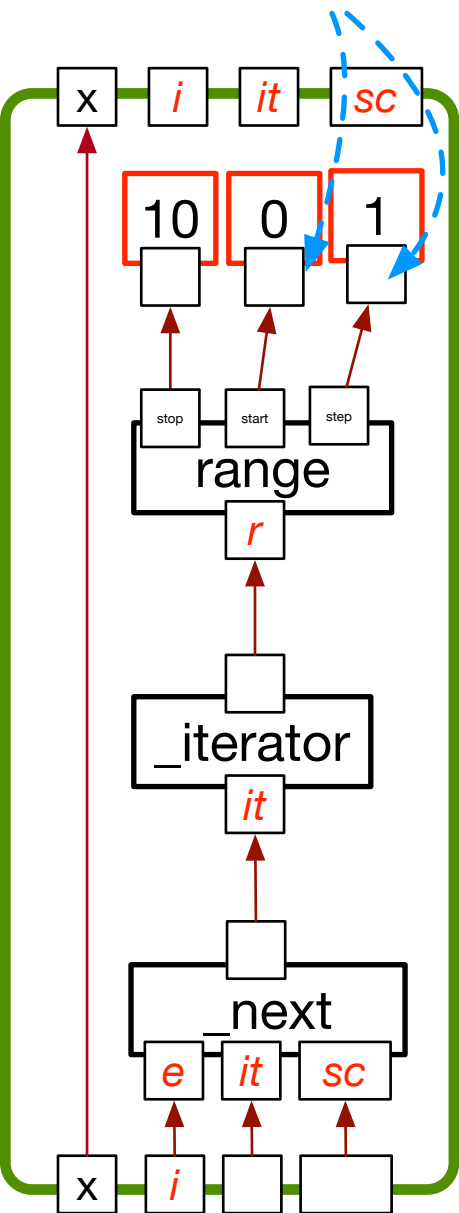 x i it sc
10 0 1
stop start step
range
r
_iterator
it
_next
e it sc
x i